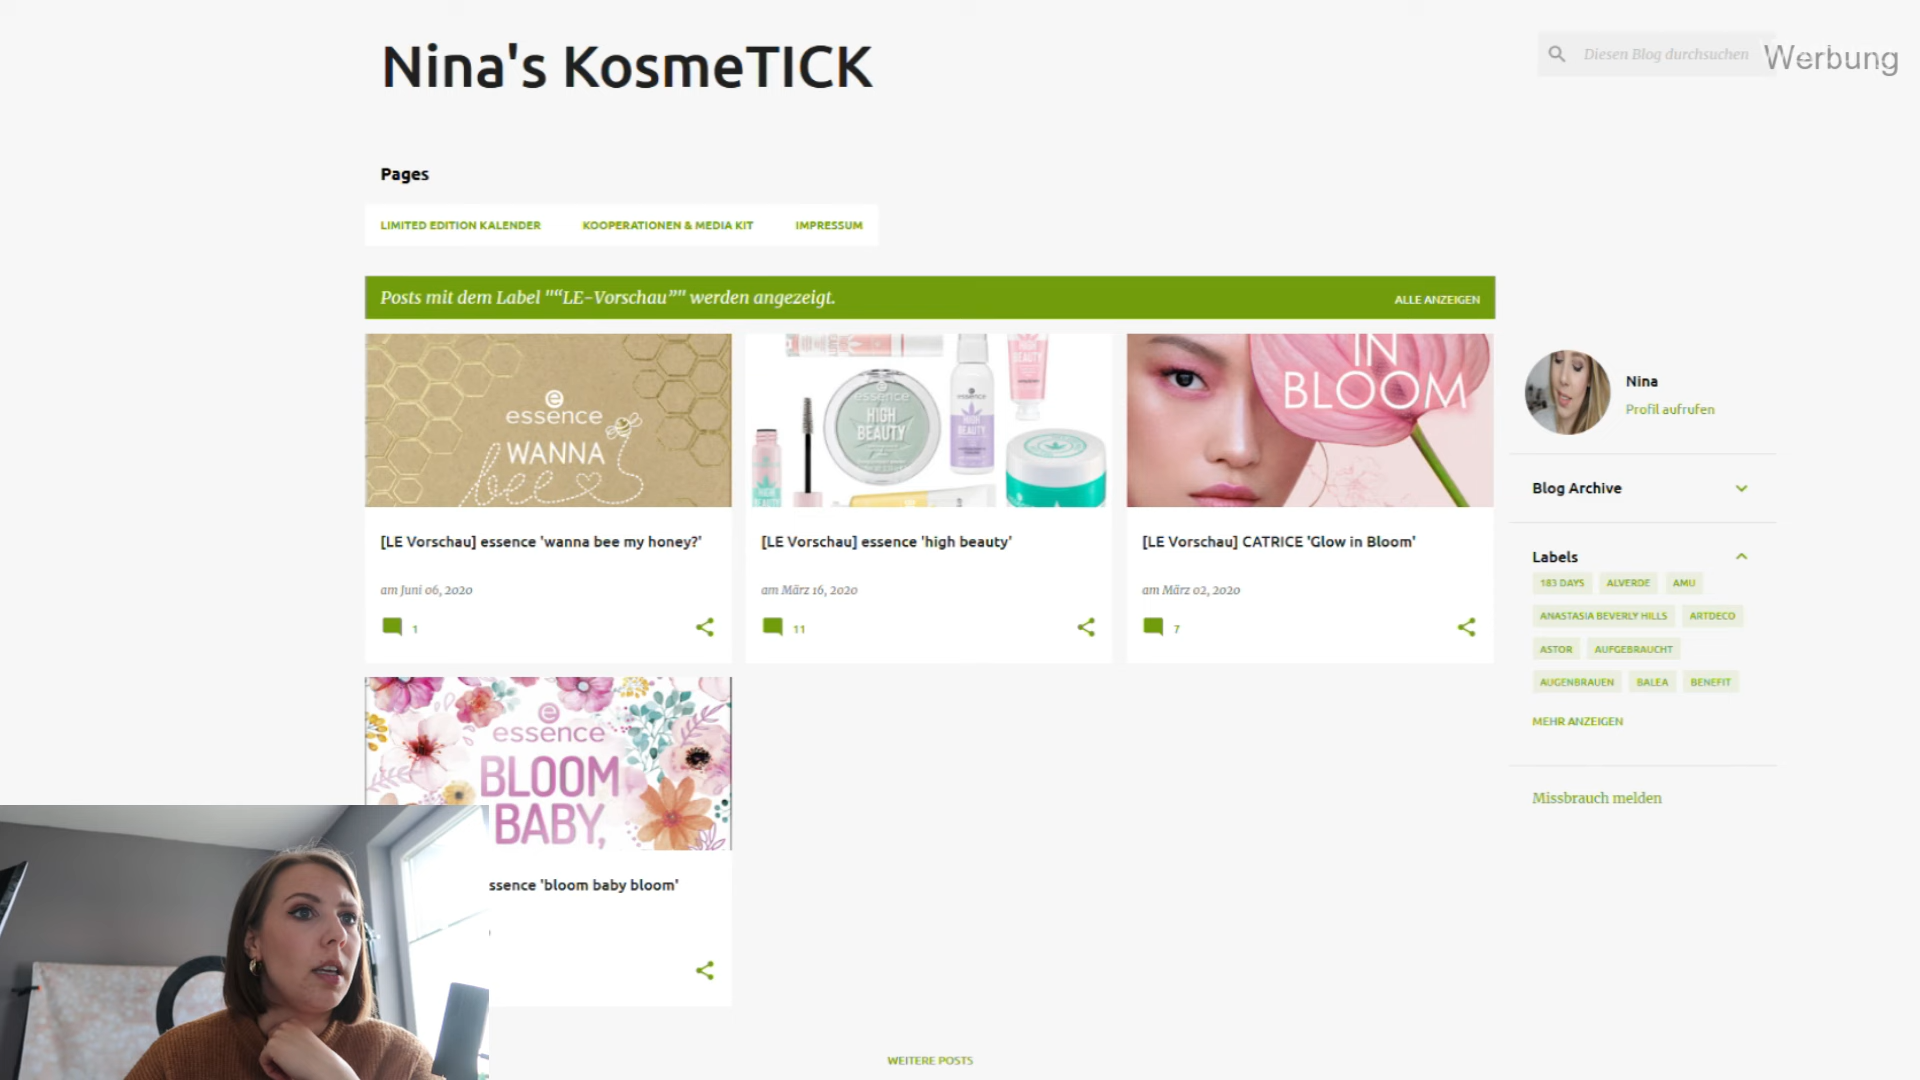 Nina's KosmeTICK
Diesen Blog durchsuchen
Werbung
Pages
LIMITED EDITION KALENDER
KOOPERATIONEN & MEDIA KIT
IMPRESSUM
Posts mit dem Label "“LE-Vorschau”" werden angezeigt.
ALLE ANZEIGEN
essence
WANNA
bee
[LE Vorschau] essence 'wanna bee my honey?'
am Juni 06, 2020
1
essence
HIGH
BEAUTY
essence
HIGH
BEAUTY
[LE Vorschau] essence 'high beauty'
am März 16, 2020
11
IN
BLOOM
[LE Vorschau] CATRICE 'Glow in Bloom'
am März 02, 2020
7
essence
BLOOM
BABY,
ssence 'bloom baby bloom'
WEITERE POSTS
Nina
Profil aufrufen
Blog Archive
Labels
183 DAYS
ALVERDE
AMU
ANASTASIA BEVERLY HILLS
ARTDECO
ASTOR
AUFGEBRAUCHT
AUGENBRAUEN
BALEA
BENEFIT
MEHR ANZEIGEN
Missbrauch melden